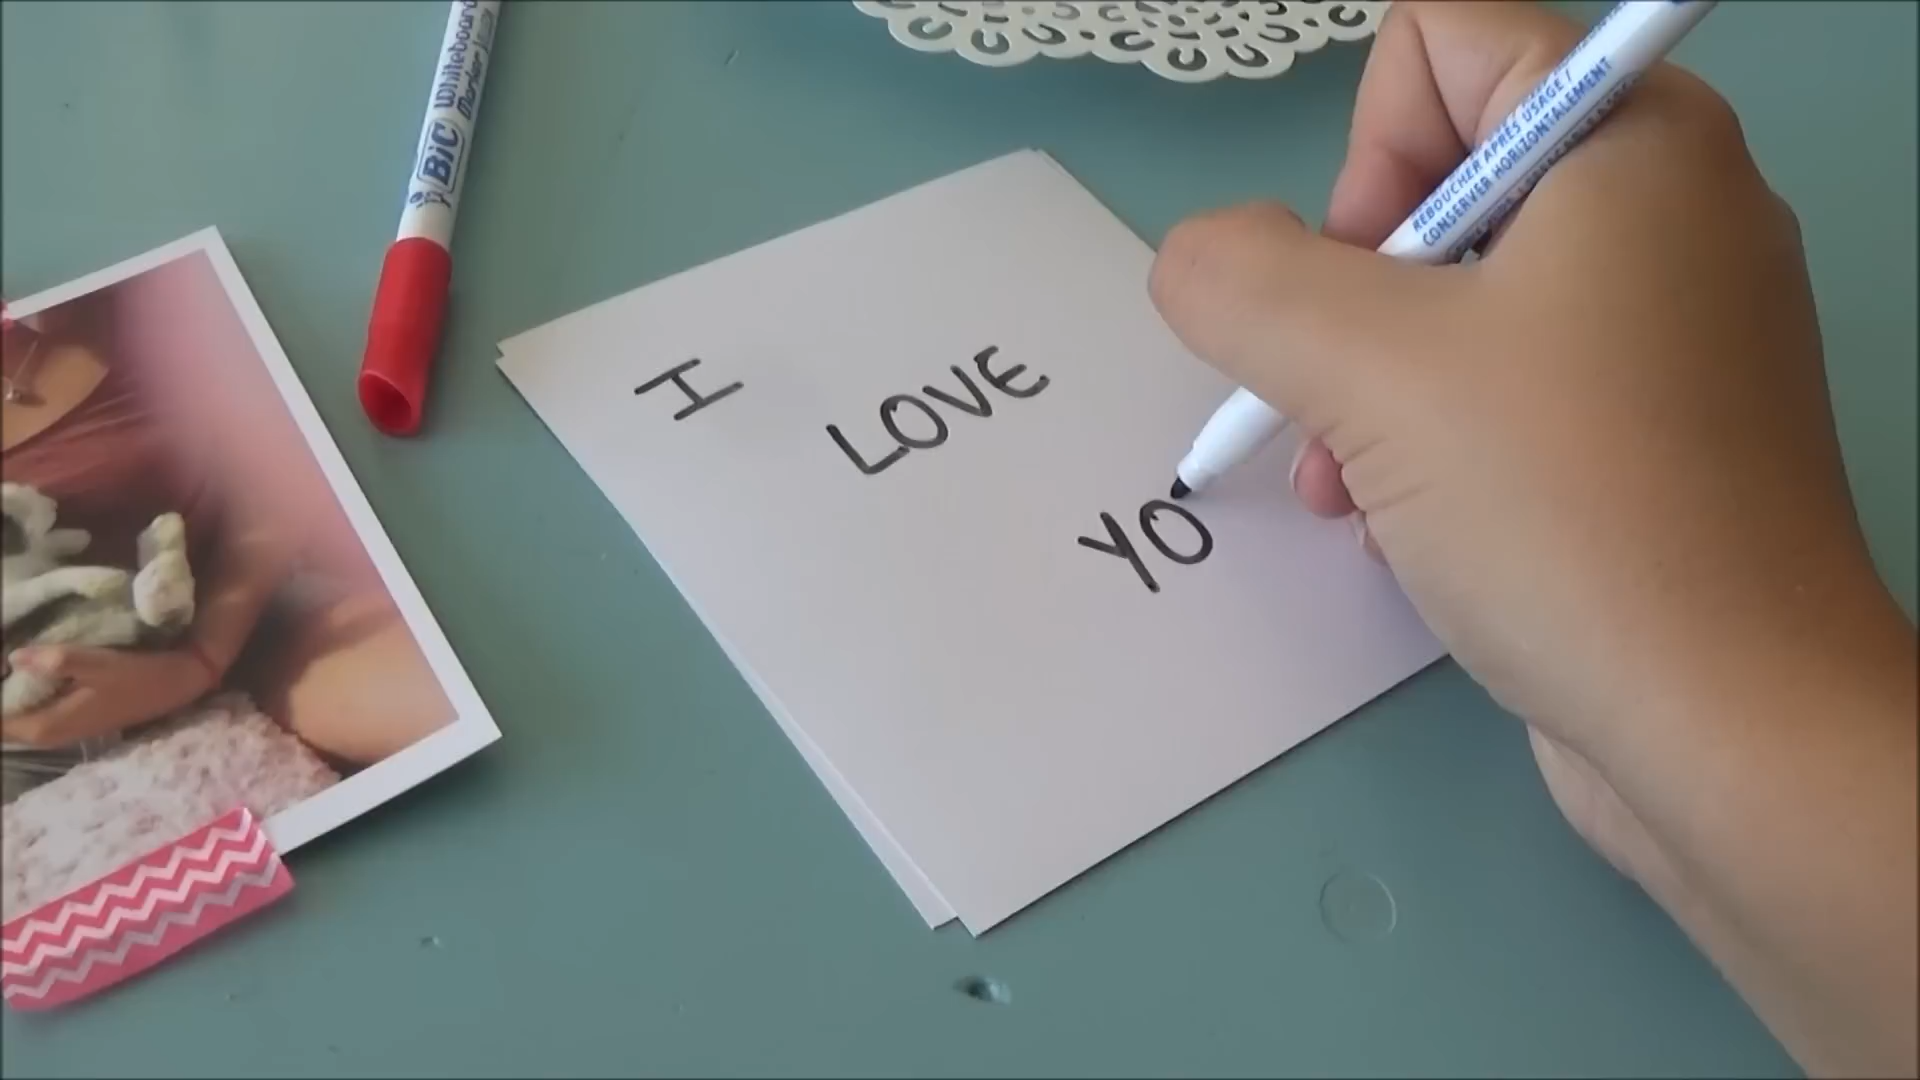 I
LOVE
YO
BIC Whiteboard
Marker
REBOUCHER APRÈS USAGE /
CONSERVER HORIZONTALEMENT